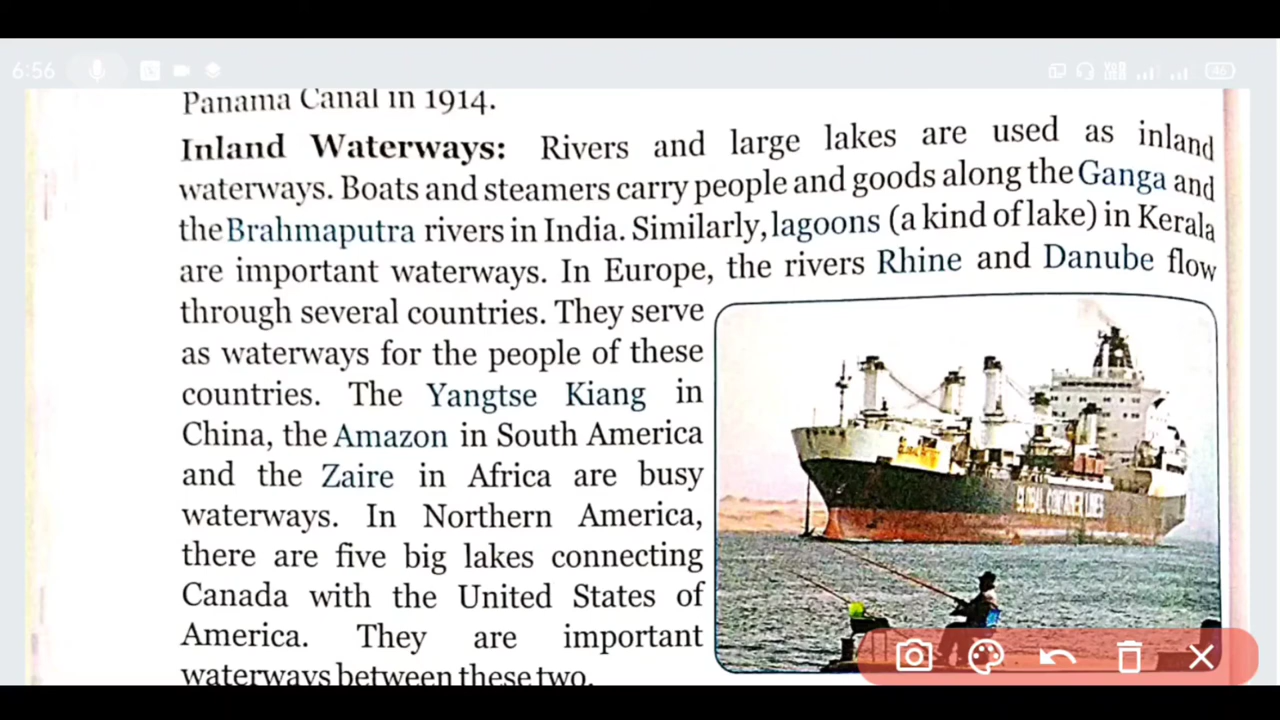 6:56
46
Panama Canal in 1914.
Inland Waterways: Rivers and large lakes are used as inland
waterways. Boats and steamers carry people and goods along the Ganga and
the Brahmaputra rivers in India. Similarly, lagoons (a kind of lake) in Kerala
are important waterways. In Europe, the rivers Rhine and Danube flow
through several countries. They serve
as waterways for the people of these
countries. The Yangtse Kiang in
China, the Amazon in South America
and the Zaire in Africa are busy
waterways. In Northern America,
there are five big lakes connecting
Canada with the United States of
America. They are important
waterways between these two.
GLOBAL CONTAINER LINES